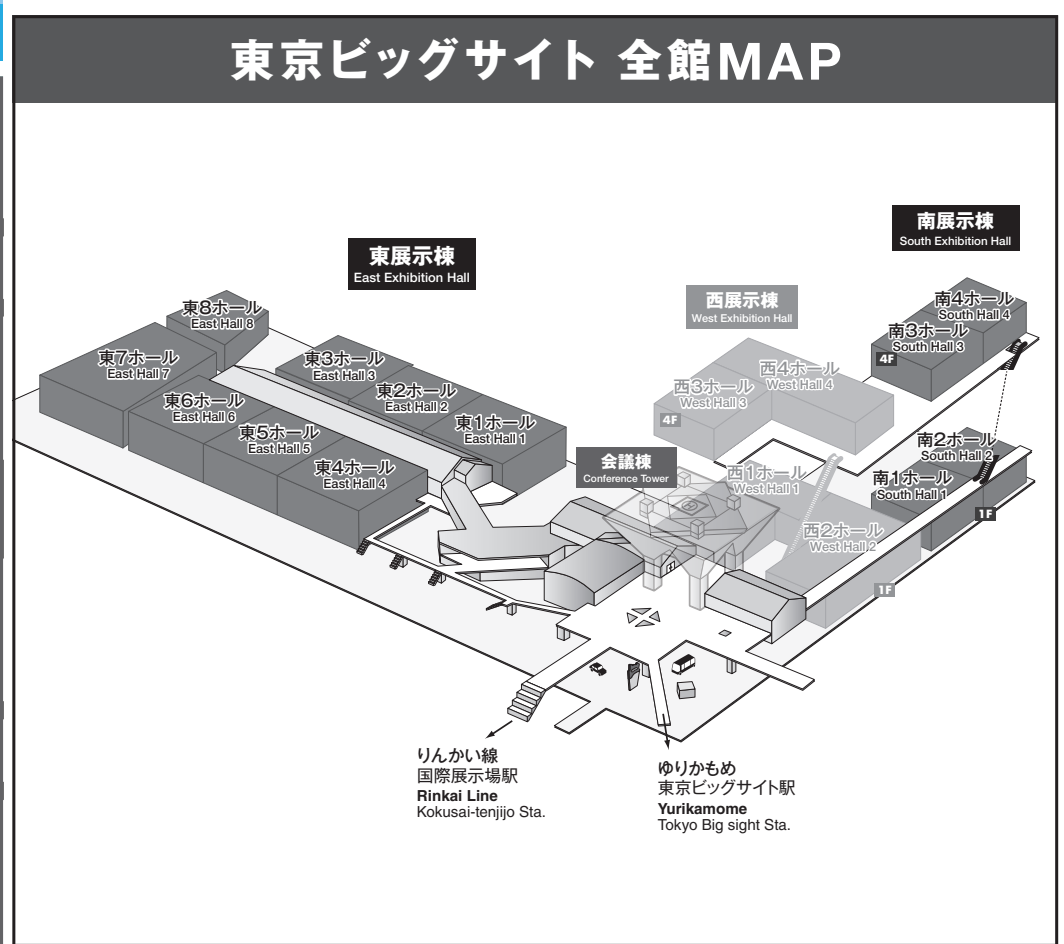 東京ビッグサイト 全館MAP
南展示棟
South Exhibition Hall
東展示棟
East Exhibition Hall
西展示棟
West Exhibition Hall
東8ホール
East Hall 8
東7ホール
East Hall 7
東6ホール
East Hall 6
東5ホール
East Hall 5
東4ホール
East Hall 4
東3ホール
East Hall 3
東2ホール
East Hall 2
東1ホール
East Hall 1
南4ホール
South Hall 4
南3ホール
South Hall 3
4F
西4ホール
West Hall 4
西3ホール
West Hall 3
4F
南2ホール
South Hall 2
南1ホール
South Hall 1
1F
会議棟
Conference Tower
西1ホール
West Hall 1
西2ホール
West Hall 2
1F
りんかい線
国際展示場駅
Rinkai Line
Kokusai-tenjijo Sta.
ゆりかもめ
東京ビッグサイト駅
Yurikamome
Tokyo Big sight Sta.